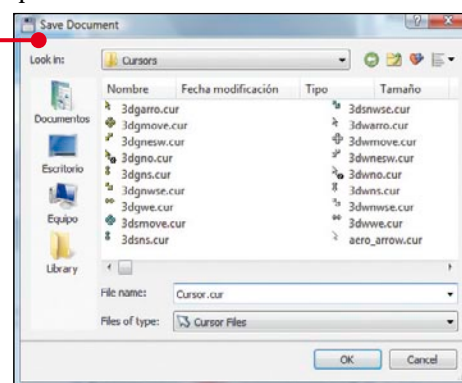 Save Document
Look in:
Cursors
Nombre Fecha modificación Tipo Tamaño
3dgarro.cur
3dgmove.cur
3dgnesw.cur
3dgno.cur
3dgns.cur
3dgnwse.cur
3dgwe.cur
3dsmove.cur
3dsns.cur
3dsnwse.cur
3dwarro.cur
3dwmove.cur
3dwnesw.cur
3dwno.cur
3dwns.cur
3dwnwse.cur
3dwwe.cur
aero_arrow.cur
Documentos
Escritorio
Equipo
Library
File name: Cursor.cur
Files of type: Cursor Files
OK Cancel